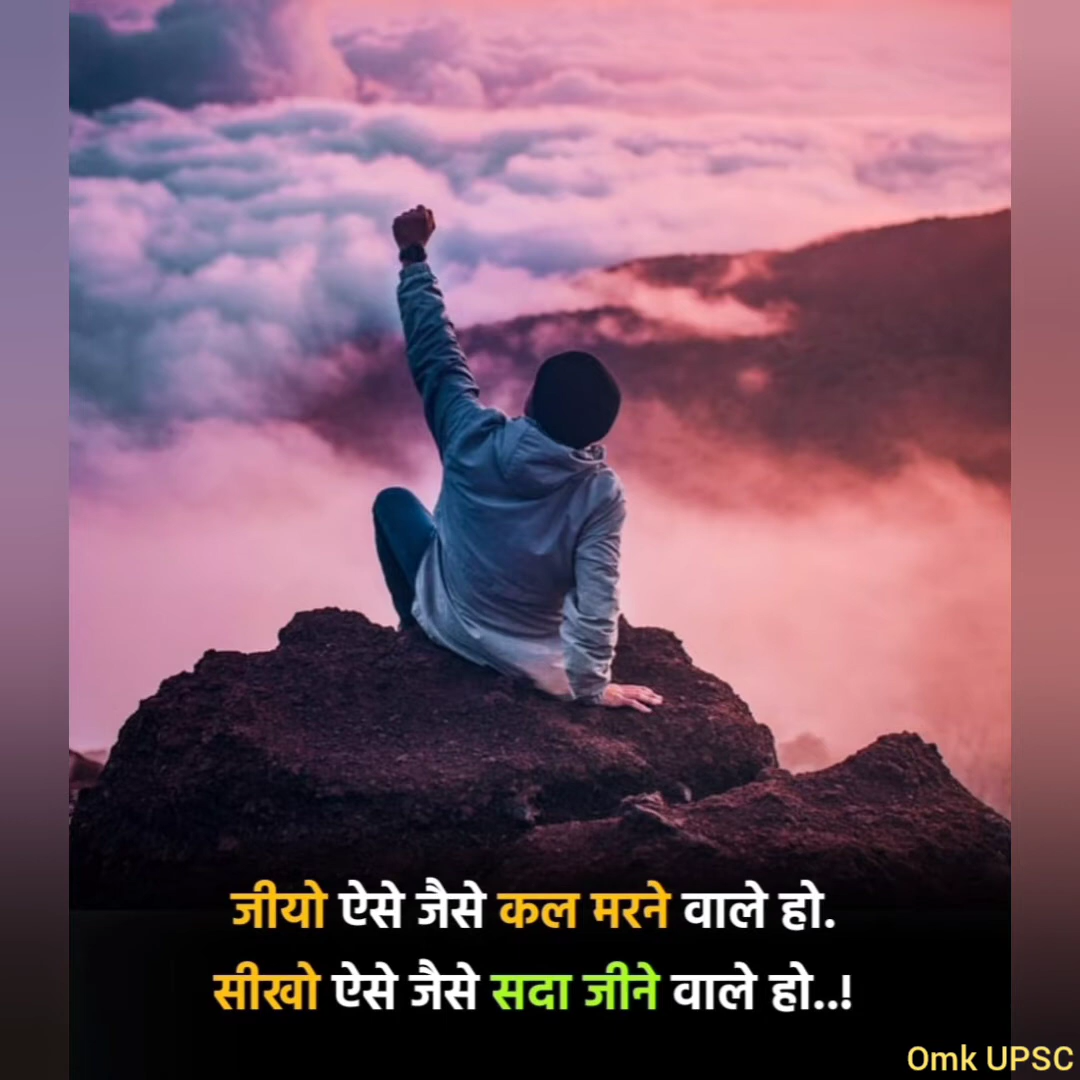 जीयो ऐसे जैसे कल मरने वाले हो.
सीखो ऐसे जैसे सदा जीने वाले हो..!
Omk UPSC